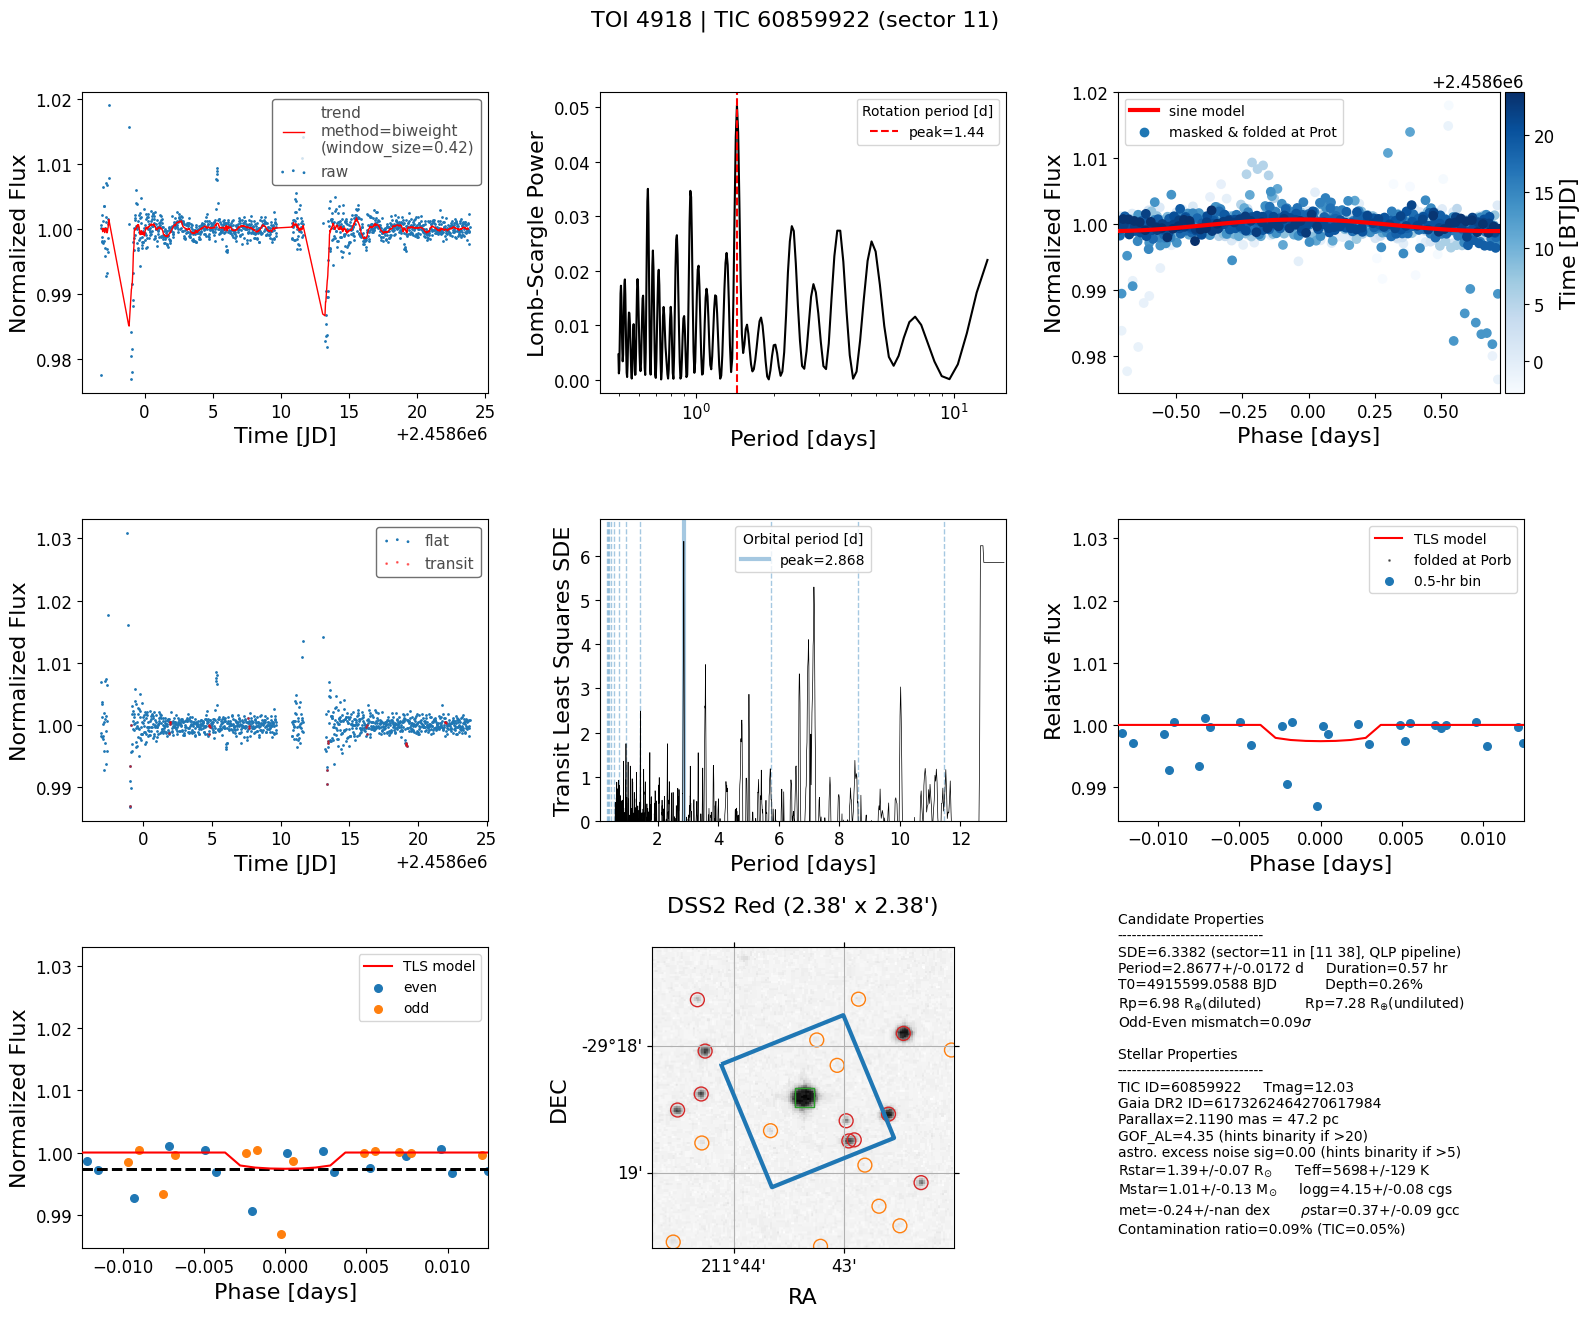 TOI 4918 | TIC 60859922 (sector 11)
Normalized Flux
1.02
1.01
1.00
0.99
0.98
trend
method=biweight
(window_size=0.42)
raw
0 5 10 15 20 25
Time [JD]
+2.4586e6
Lomb-Scargle Power
0.05
0.04
0.03
0.02
0.01
0.00
Rotation period [d]
peak=1.44
10⁰ 10¹
Period [days]
Normalized Flux
1.02
1.01
1.00
0.99
0.98
sine model
masked & folded at Prot
−0.50 −0.25 0.00 0.25 0.50
Phase [days]
+2.4586e6
20
15
10
5
0
Time [BTJD]
Normalized Flux
1.03
1.02
1.01
1.00
0.99
flat
transit
0 5 10 15 20 25
Time [JD]
+2.4586e6
Transit Least Squares SDE
6
5
4
3
2
1
0
Orbital period [d]
peak=2.868
2 4 6 8 10 12
Period [days]
Relative flux
1.03
1.02
1.01
1.00
0.99
TLS model
folded at Porb
0.5-hr bin
−0.010 −0.005 0.000 0.005 0.010
Phase [days]
Normalized Flux
1.03
1.02
1.01
1.00
0.99
TLS model
even
odd
−0.010 −0.005 0.000 0.005 0.010
Phase [days]
DSS2 Red (2.38' x 2.38')
DEC
-29°18'
19'
211°44' 43'
RA
Candidate Properties
------------------------------
SDE=6.3382 (sector=11 in [11 38], QLP pipeline)
Period=2.8677+/-0.0172 d Duration=0.57 hr
T0=4915599.0588 BJD Depth=0.26%
Rp=6.98 R⊕(diluted) Rp=7.28 R⊕(undiluted)
Odd-Even mismatch=0.09σ
Stellar Properties
------------------------------
TIC ID=60859922 Tmag=12.03
Gaia DR2 ID=6173262464270617984
Parallax=2.1190 mas = 47.2 pc
GOF_AL=4.35 (hints binarity if >20)
astro. excess noise sig=0.00 (hints binarity if >5)
Rstar=1.39+/-0.07 R☉ Teff=5698+/-129 K
Mstar=1.01+/-0.13 M☉ logg=4.15+/-0.08 cgs
met=-0.24+/-nan dex ρstar=0.37+/-0.09 gcc
Contamination ratio=0.09% (TIC=0.05%)